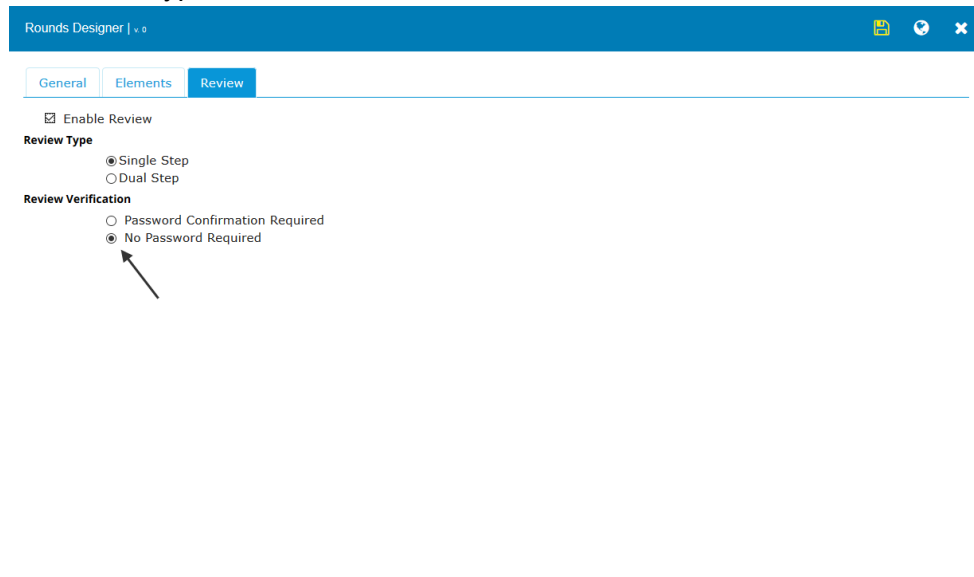 Rounds Designer | v. 0
General Elements Review
Enable Review
Review Type
Single Step
Dual Step
Review Verification
Password Confirmation Required
No Password Required